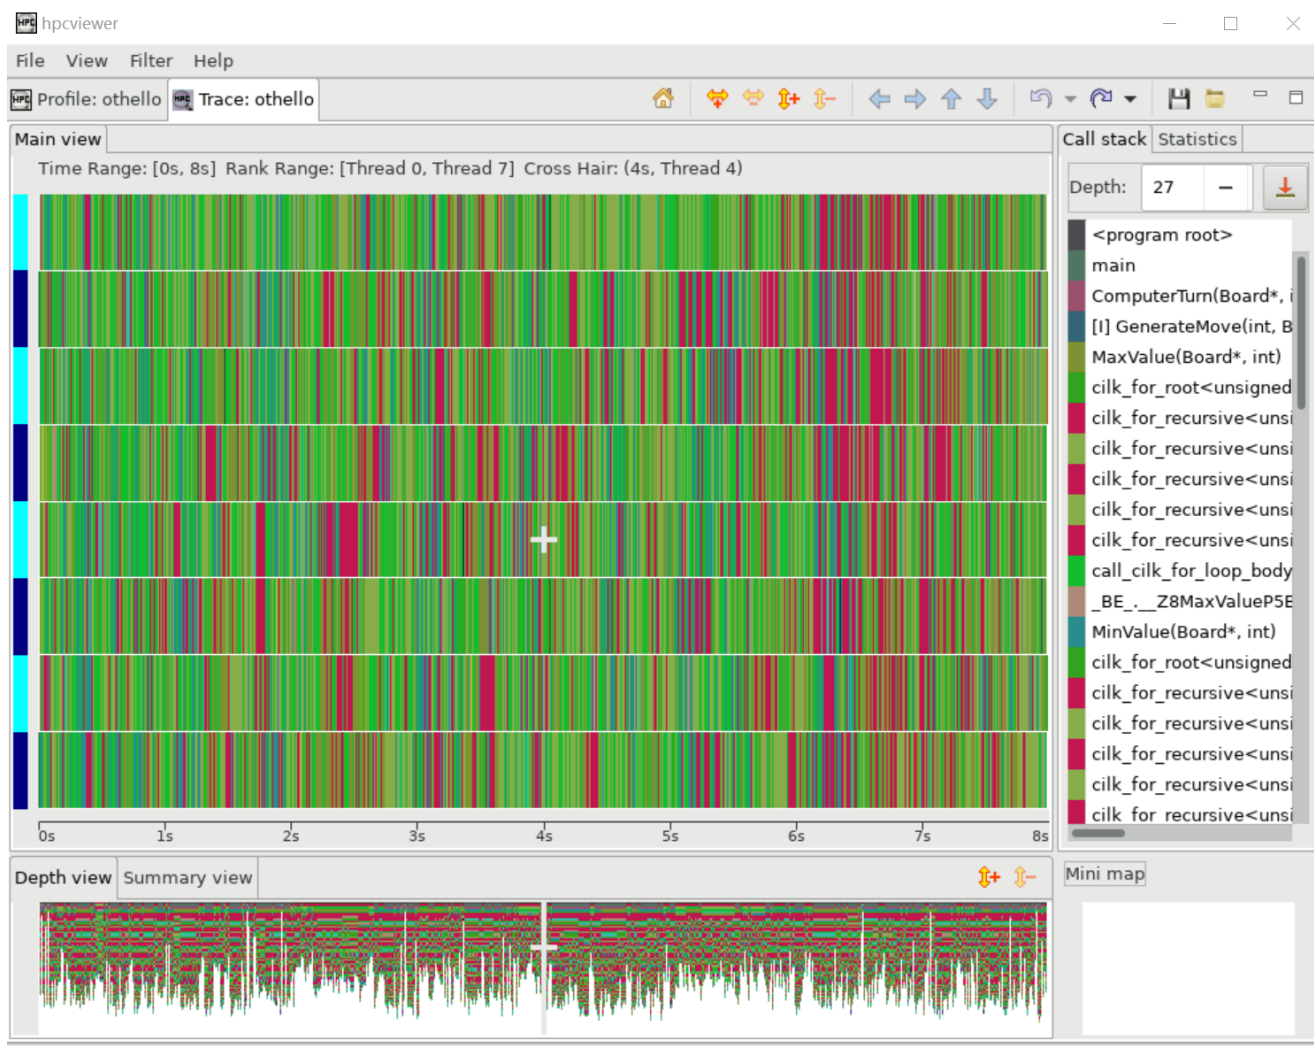 hpcviewer
File View Filter Help
Profile: othello Trace: othello
Main view
Time Range: [0s, 8s] Rank Range: [Thread 0, Thread 7] Cross Hair: (4s, Thread 4)
0s 1s 2s 3s 4s 5s 6s 7s 8s
Depth view Summary view
Call stack Statistics
Depth: 27
<program root>
main
ComputerTurn(Board*, i
[I] GenerateMove(int, B
MaxValue(Board*, int)
cilk_for_root<unsigned
cilk_for_recursive<unsi
cilk_for_recursive<unsi
cilk_for_recursive<unsi
cilk_for_recursive<unsi
cilk_for_recursive<unsi
call_cilk_for_loop_body
_BE_.__Z8MaxValueP5E
MinValue(Board*, int)
cilk_for_root<unsigned
cilk_for_recursive<unsi
cilk_for_recursive<unsi
cilk_for_recursive<unsi
cilk_for_recursive<unsi
cilk_for_recursive<unsi
Mini map